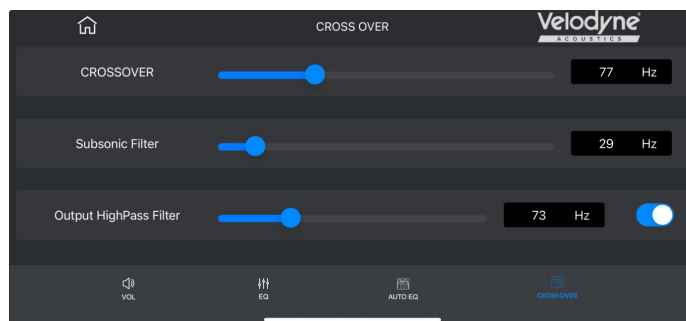 CROSS OVER
Velodyne
ACOUSTICS
CROSSOVER
77 Hz
Subsonic Filter
29 Hz
Output HighPass Filter
73 Hz
VOL
EQ
AUTO EQ
CROSS OVER